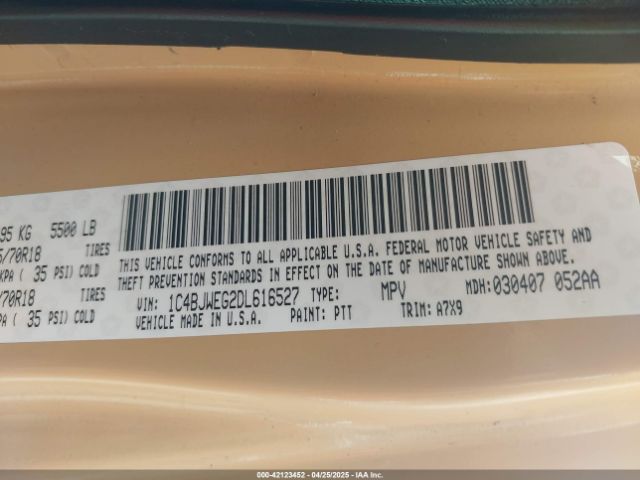 95 KG 5500 LB
/70R18 TIRES
KPA ( 35 PSI) COLD
/70R18 TIRES
PA ( 35 PSI) COLD
THIS VEHICLE CONFORMS TO ALL APPLICABLE U.S.A. FEDERAL MOTOR VEHICLE SAFETY AND
THEFT PREVENTION STANDARDS IN EFFECT ON THE DATE OF MANUFACTURE SHOWN ABOVE.
VIN: 1C4BJWEG2DL616527 TYPE: MPV MDH: 030407 052AA
VEHICLE MADE IN U.S.A. PAINT: PTT TRIM: A7X9
000-42123452 | 04/25/2025 - IAA Inc.